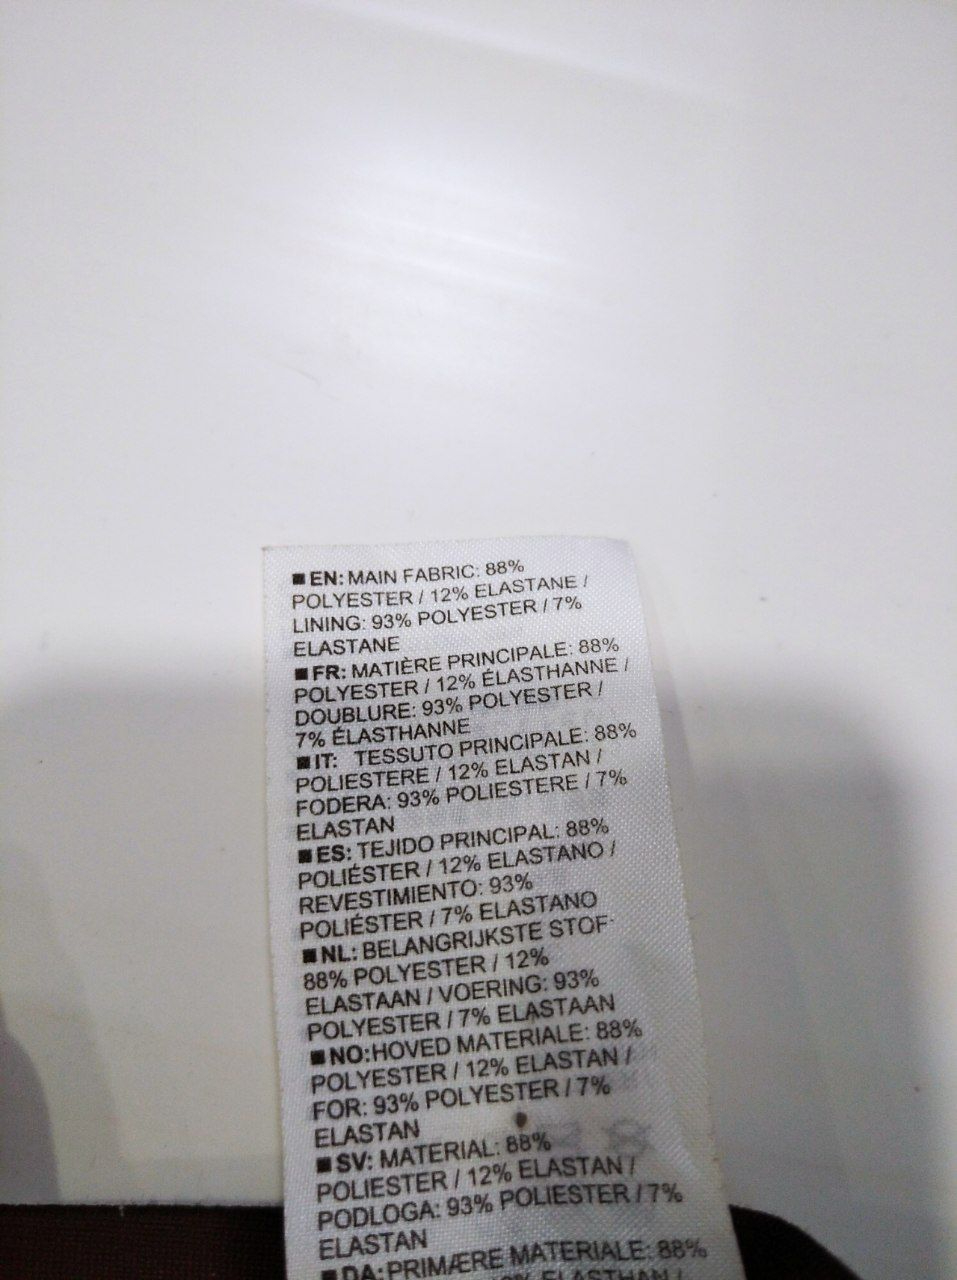 ■ EN: MAIN FABRIC: 88%
POLYESTER / 12% ELASTANE /
LINING: 93% POLYESTER / 7%
ELASTANE
■ FR: MATIÈRE PRINCIPALE: 88%
POLYESTER / 12% ÉLASTHANNE /
DOUBLURE: 93% POLYESTER /
7% ÉLASTHANNE
■ IT: TESSUTO PRINCIPALE: 88%
POLIESTERE / 12% ELASTAN /
FODERA: 93% POLIESTERE / 7%
ELASTAN
■ ES: TEJIDO PRINCIPAL: 88%
POLIÉSTER / 12% ELASTANO /
REVESTIMIENTO: 93%
POLIÉSTER / 7% ELASTANO
■ NL: BELANGRIJKSTE STOF
88% POLYESTER / 12%
ELASTAAN / VOERING: 93%
POLYESTER / 7% ELASTAAN
■ NO: HOVED MATERIALE: 88%
POLYESTER / 12% ELASTAN /
FOR: 93% POLYESTER / 7%
ELASTAN
■ SV: MATERIAL: 88%
POLIESTER / 12% ELASTAN /
PODLOGA: 93% POLIESTER / 7%
ELASTAN
■ DA: PRIMÆRE MATERIALE: 88%